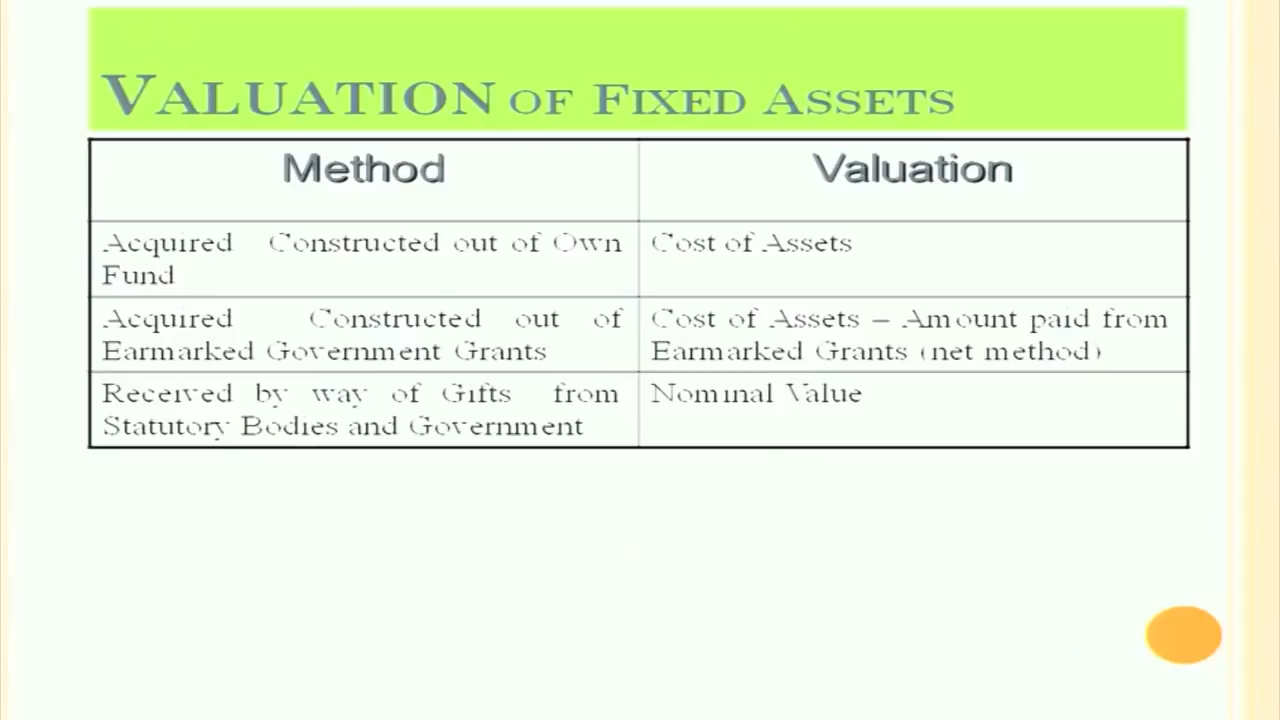 VALUATION OF FIXED ASSETS
Method
Valuation
Acquired Constructed out of Own
Fund
Cost of Assets
Acquired Constructed out of
Earmarked Government Grants
Cost of Assets – Amount paid from
Earmarked Grants (net method)
Received by way of Gifts from
Statutory Bodies and Government
Nominal Value